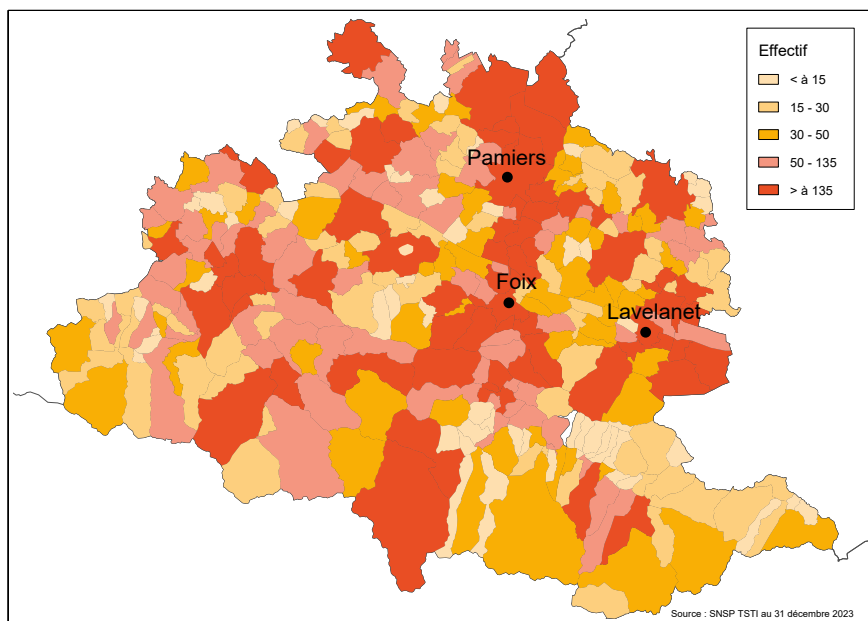 Effectif
< à 15
15 - 30
30 - 50
50 - 135
> à 135
Pamiers
Foix
Lavelanet
Source : SNSP TSTI au 31 décembre 2023